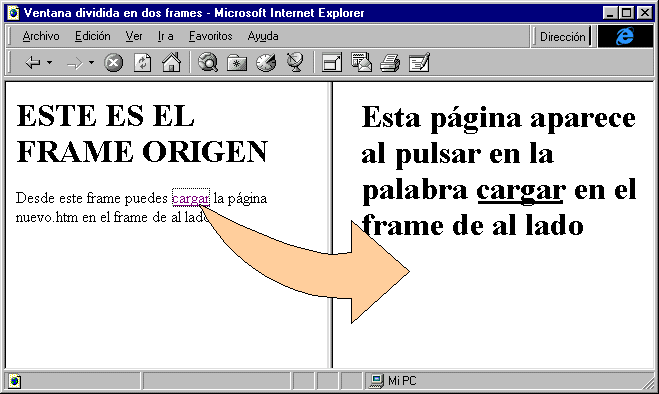 Ventana dividida en dos frames - Microsoft Internet Explorer
Archivo Edición Ver Ir a Favoritos Ayuda Dirección
ESTE ES EL
FRAME ORIGEN
Desde este frame puedes cargar la página
nuevo.htm en el frame de al lado
Esta página aparece
al pulsar en la
palabra cargar en el
frame de al lado
Mi PC